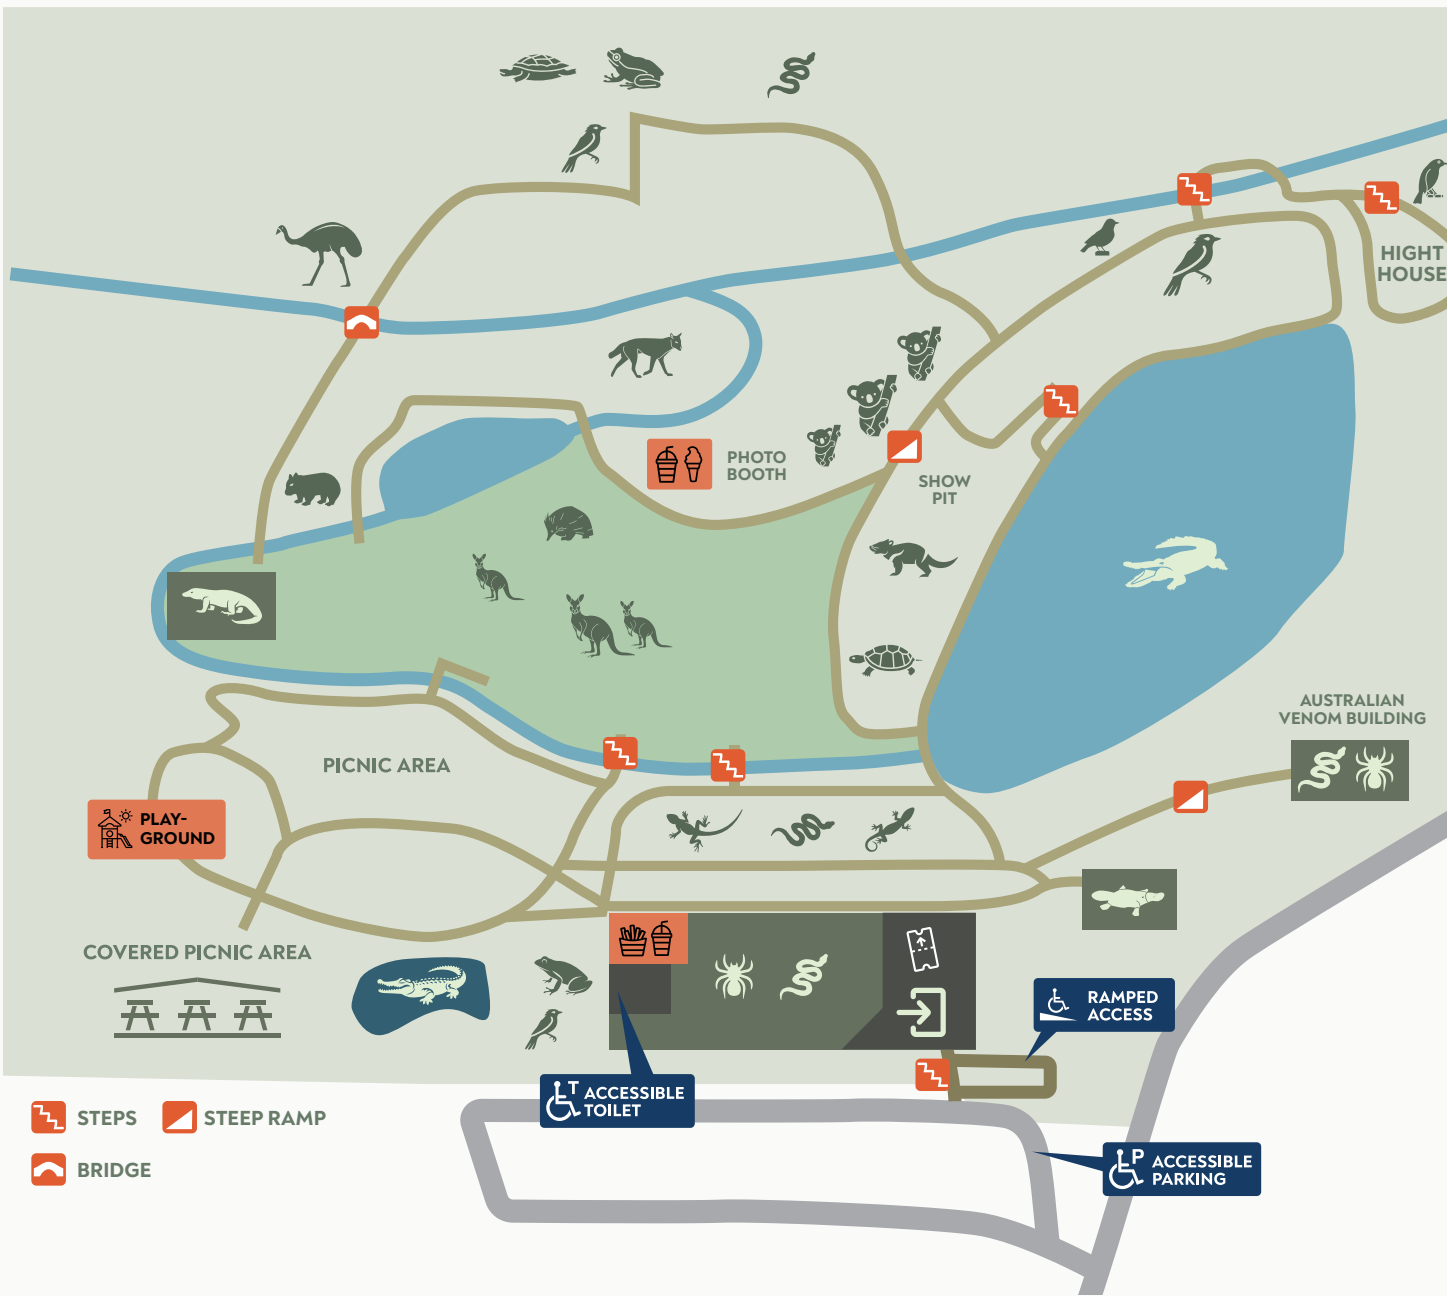 HIGHT
HOUSE
PHOTO
BOOTH
SHOW
PIT
AUSTRALIAN
VENOM BUILDING
PICNIC AREA
PLAY-
GROUND
COVERED PICNIC AREA
RAMPED
ACCESS
T ACCESSIBLE
TOILET
STEPS
STEEP RAMP
BRIDGE
P ACCESSIBLE
PARKING